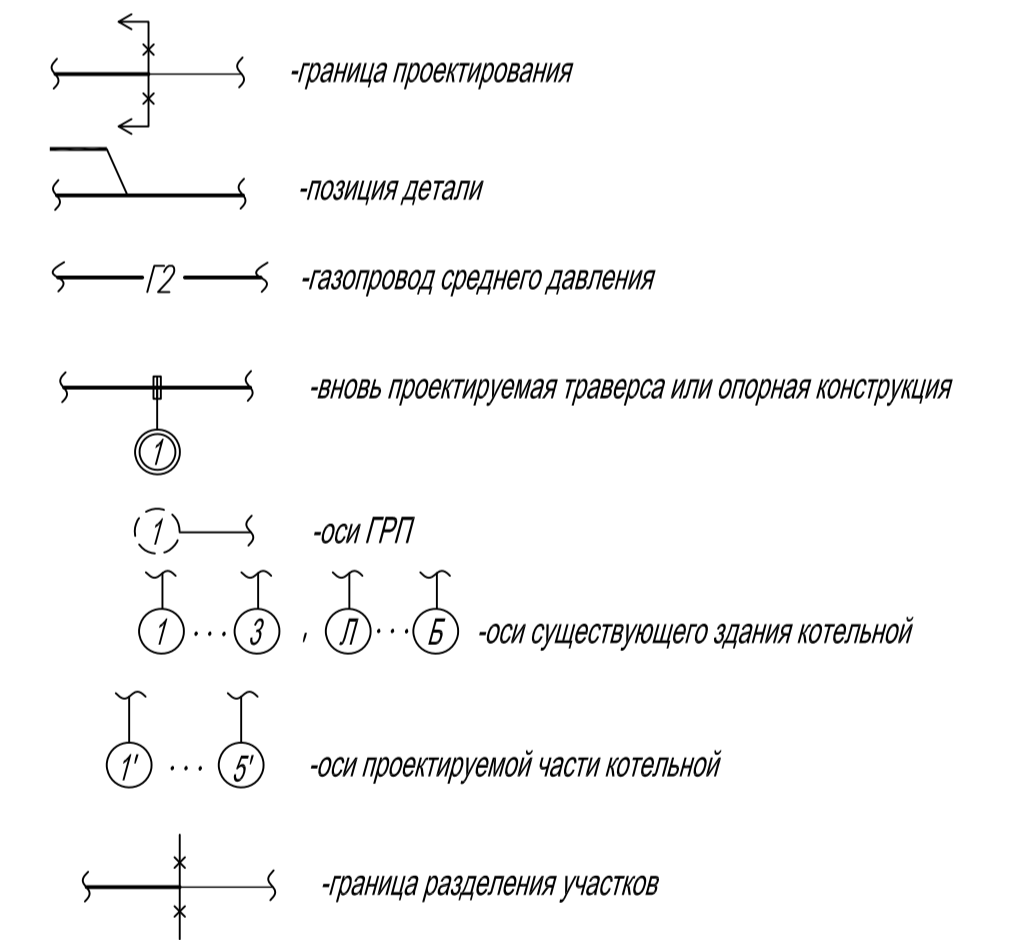 -граница проектирования
-позиция детали
Г2 -газопровод среднего давления
-вновь проектируемая траверса или опорная конструкция
1
1 -оси ГРП
1...3 , Л...Б -оси существующего здания котельной
1' ... 5' -оси проектируемой части котельной
-граница разделения участков